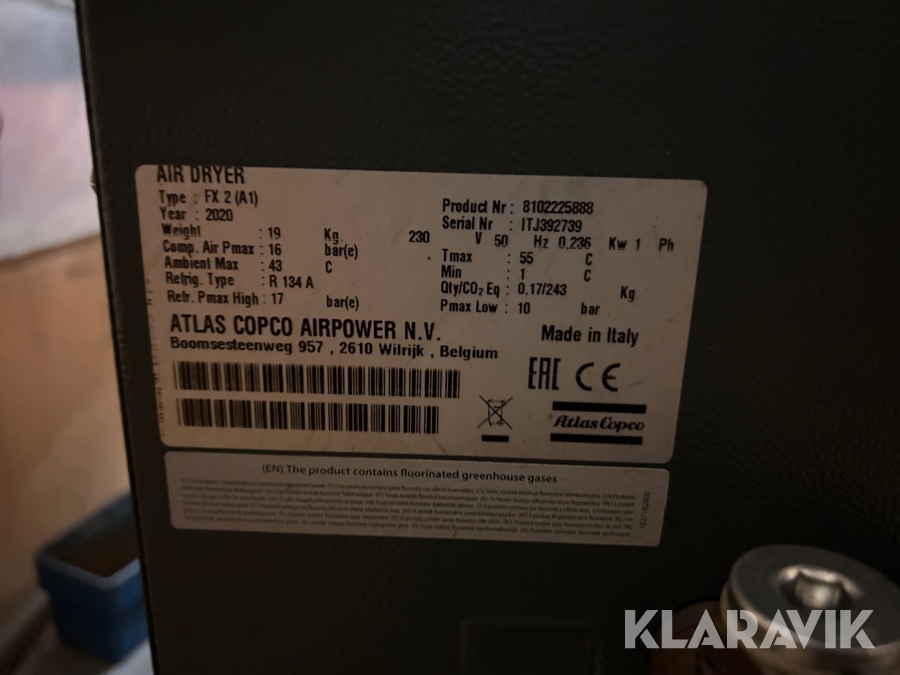 AIR DRYER
Type : FX 2 (A1)
Year : 2020
Product Nr : 8102225888
Serial Nr : ITJ392739
Weight : 19 Kg. 230 V 50 Hz 0,236 Kw 1 Ph
Comp. Air Pmax : 16 bar(e) Tmax : 55 C
Ambient Max : 43 C Min : 1 C
Refrig. Type : R 134 A Qty/CO2 Eq : 0.17/243 Kg
Refr. Pmax High : 17 bar(e) Pmax Low : 10 bar
ATLAS COPCO AIRPOWER N.V.
Made in Italy
Boomsesteenweg 957 , 2610 Wilrijk , Belgium
EAC CE
Atlas Copco
(EN) The product contains fluorinated greenhouse gases
KLARAVIK